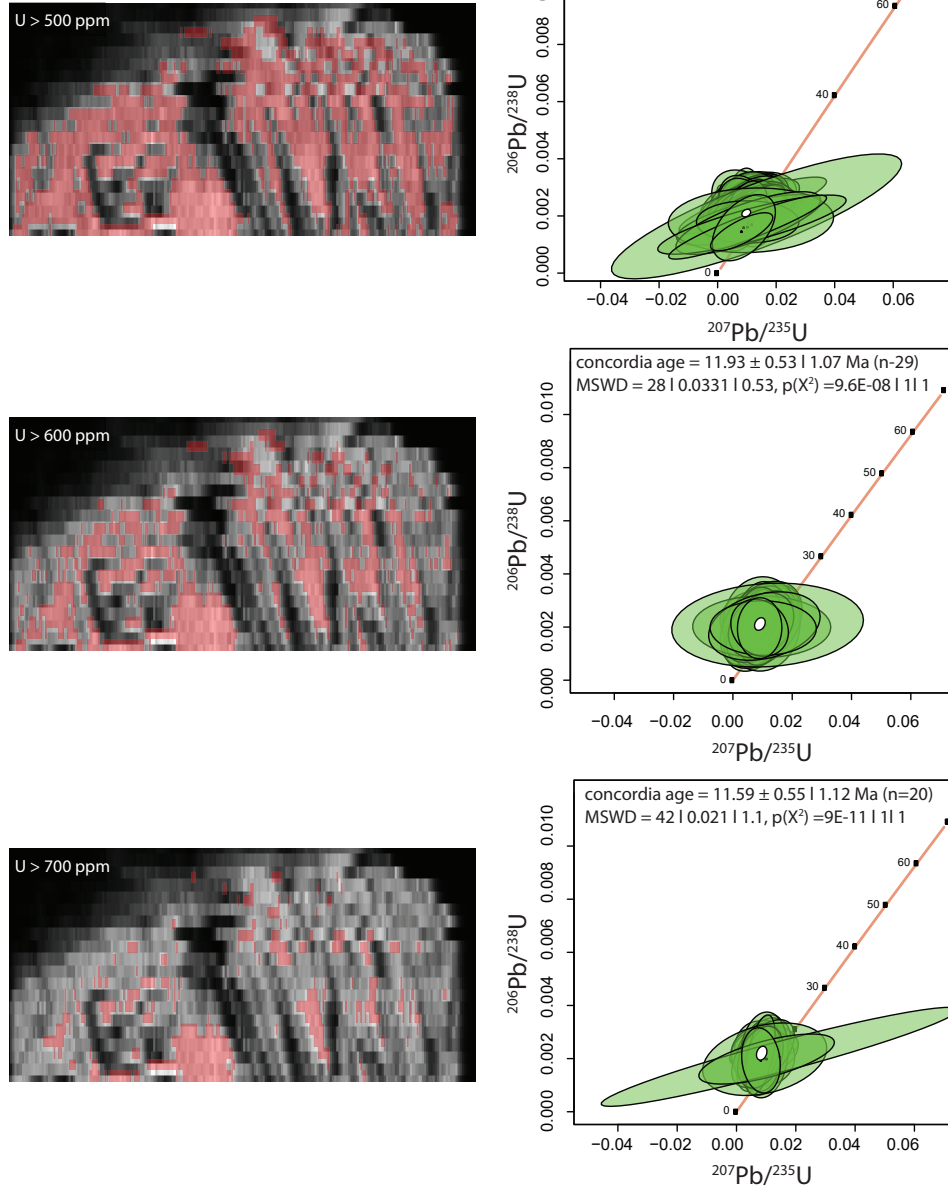 U > 500 ppm
60
0.008
0.006
40
0.004
0.002
0.000
0
²⁰⁶Pb/²³⁸U
−0.04 −0.02 0.00 0.02 0.04 0.06
²⁰⁷Pb/²³⁵U
concordia age = 11.93 ± 0.53 l 1.07 Ma (n-29)
MSWD = 28 l 0.0331 l 0.53, p(X²) =9.6E-08 l 1l 1
U > 600 ppm
0.010
60
0.008
50
0.006
40
0.004
30
0.002
0.000
0
²⁰⁶Pb/²³⁸U
−0.04 −0.02 0.00 0.02 0.04 0.06
²⁰⁷Pb/²³⁵U
concordia age = 11.59 ± 0.55 l 1.12 Ma (n=20)
MSWD = 42 l 0.021 l 1.1, p(X²) =9E-11 l 1l 1
U > 700 ppm
0.010
60
0.008
50
0.006
40
0.004
30
0.002
0.000
0
²⁰⁶Pb/²³⁸U
−0.04 −0.02 0.00 0.02 0.04 0.06
²⁰⁷Pb/²³⁵U